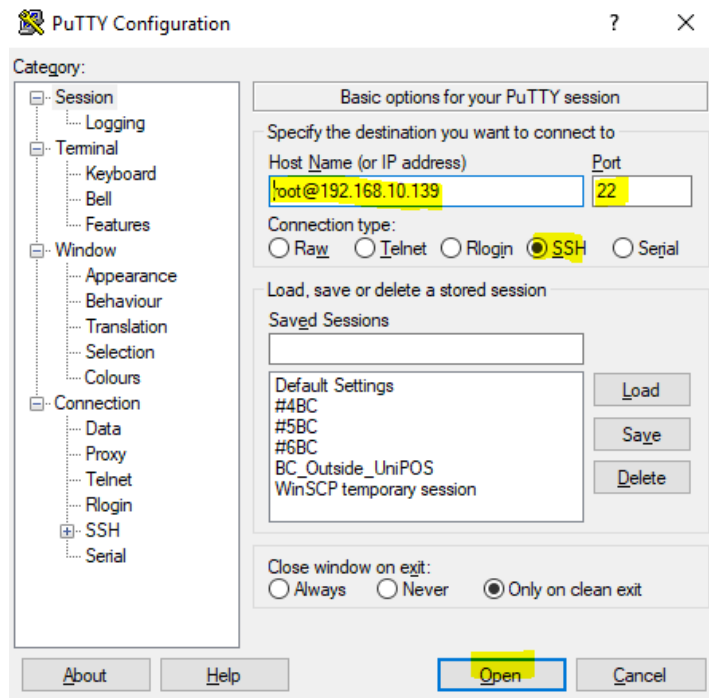 PuTTY Configuration
?
Category:
Session
Logging
Terminal
Keyboard
Bell
Features
Window
Appearance
Behaviour
Translation
Selection
Colours
Connection
Data
Proxy
Telnet
Rlogin
SSH
Serial
Basic options for your PuTTY session
Specify the destination you want to connect to
Host Name (or IP address) Port
root@192.168.10.139 22
Connection type:
Raw Telnet Rlogin SSH Serial
Load, save or delete a stored session
Saved Sessions
Default Settings
#4BC
#5BC
#6BC
BC_Outside_UniPOS
WinSCP temporary session
Load
Save
Delete
Close window on exit:
Always Never Only on clean exit
About Help Open Cancel